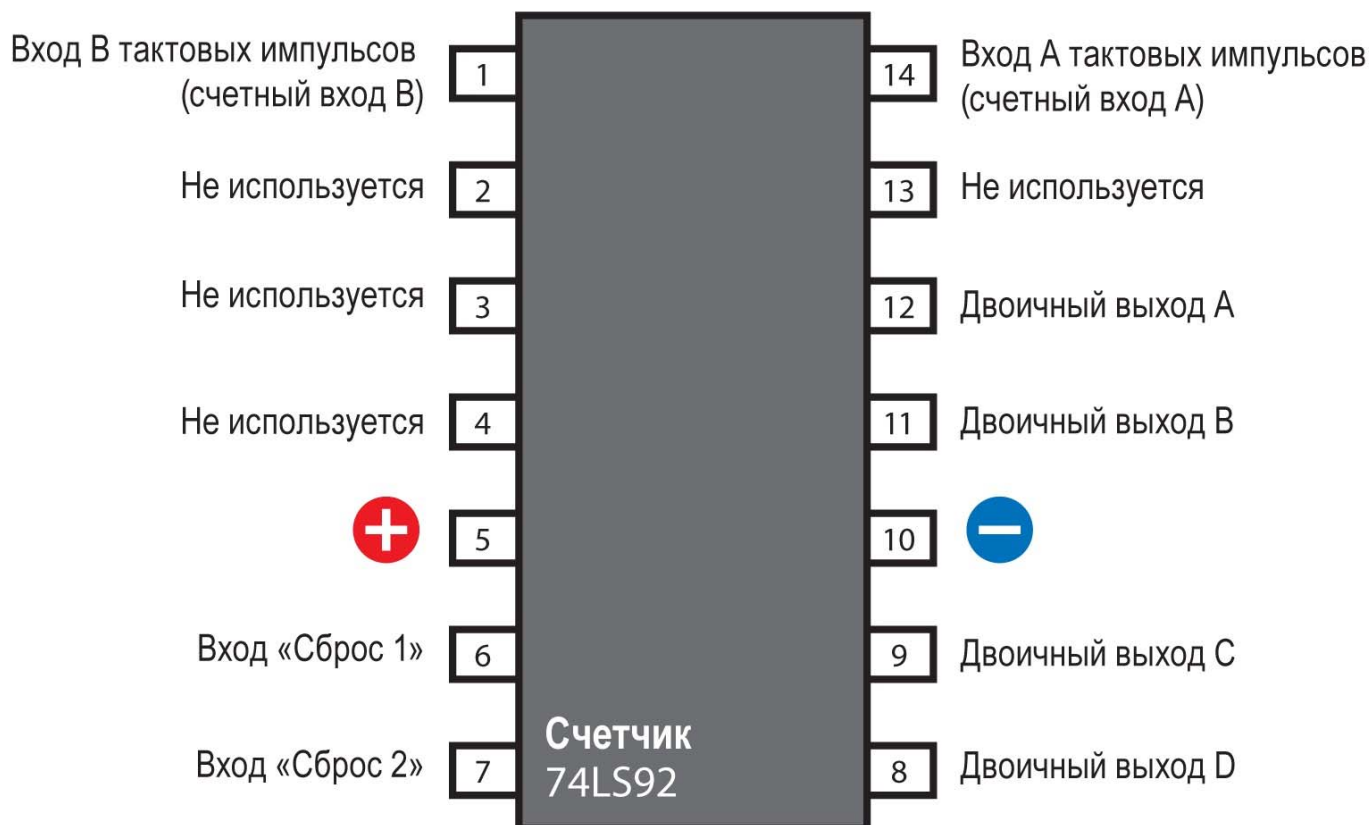 Вход B тактовых импульсов
(счетный вход B)
1
14
Вход A тактовых импульсов
(счетный вход A)
Не используется
2
13
Не используется
Не используется
3
12
Двоичный выход A
Не используется
4
11
Двоичный выход B
+
5
10
−
Вход «Сброс 1»
6
9
Двоичный выход C
Вход «Сброс 2»
7
Счетчик
74LS92
8
Двоичный выход D